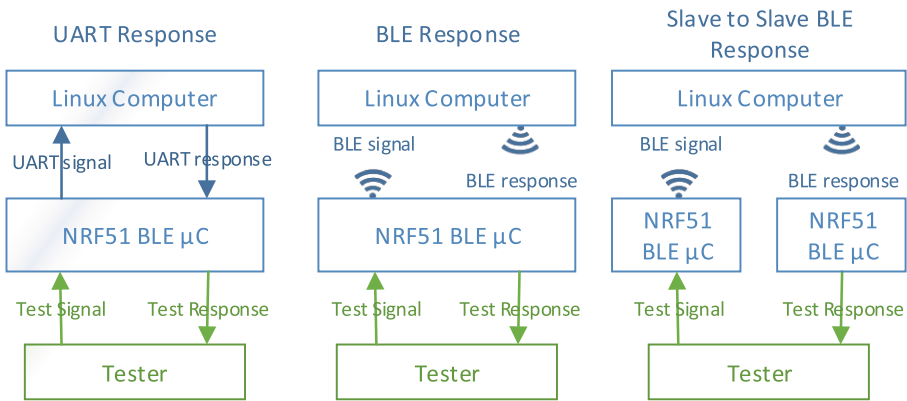 UART Response
Linux Computer
UART signal
UART response
NRF51 BLE µC
Test Signal
Test Response
Tester
BLE Response
Linux Computer
BLE signal
BLE response
NRF51 BLE µC
Test Signal
Test Response
Tester
Slave to Slave BLE
Response
Linux Computer
BLE signal
BLE response
NRF51
BLE µC
NRF51
BLE µC
Test Signal
Test Response
Tester